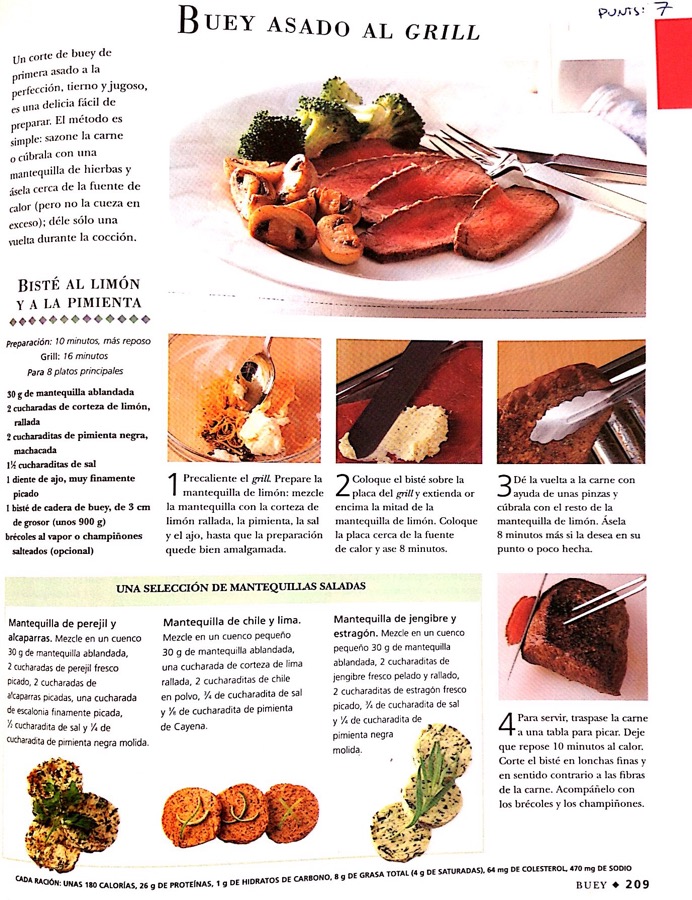 BUEY ASADO AL GRILL
PUNTS: 7
Un corte de buey de
primera asado a la
perfección, tierno y jugoso,
es una delicia fácil de
preparar. El método es
simple: sazone la carne
o cúbrala con una
mantequilla de hierbas y
ásela cerca de la fuente de
calor (pero no la cueza en
exceso); déle sólo una
vuelta durante la cocción.
BISTÉ AL LIMÓN
Y A LA PIMIENTA
Preparación: 10 minutos, más reposo
Grill: 16 minutos
Para 8 platos principales
30 g de mantequilla ablandada
2 cucharadas de corteza de limón,
rallada
2 cucharaditas de pimienta negra,
machacada
1½ cucharaditas de sal
1 diente de ajo, muy finamente
picado
1 bisté de cadera de buey, de 3 cm
de grosor (unos 900 g)
brécoles al vapor o champiñones
salteados (opcional)
1 Precaliente el grill. Prepare la
mantequilla de limón: mezcle
la mantequilla con la corteza de
limón rallada, la pimienta, la sal
y el ajo, hasta que la preparación
quede bien amalgamada.
2 Coloque el bisté sobre la
placa del grill y extienda or
encima la mitad de la
mantequilla de limón. Coloque
la placa cerca de la fuente
de calor y ase 8 minutos.
3 Dé la vuelta a la carne con
ayuda de unas pinzas y
cúbrala con el resto de la
mantequilla de limón. Ásela
8 minutos más si la desea en su
punto o poco hecha.
4 Para servir, traspase la carne
a una tabla para picar. Deje
que repose 10 minutos al calor.
Corte el bisté en lonchas finas y
en sentido contrario a las fibras
de la carne. Acompáñelo con
los brécoles y los champiñones.
UNA SELECCIÓN DE MANTEQUILLAS SALADAS
Mantequilla de perejil y
alcaparras. Mezcle en un cuenco
30 g de mantequilla ablandada,
2 cucharadas de perejil fresco
picado, 2 cucharadas de
alcaparras picadas, una cucharada
de escalonia finamente picada,
½ cucharadita de sal y ¼ de
cucharadita de pimienta negra molida.
Mantequilla de chile y lima.
Mezcle en un cuenco pequeño
30 g de mantequilla ablandada,
una cucharada de corteza de lima
rallada, 2 cucharaditas de chile
en polvo, ¾ de cucharadita de sal
y ⅛ de cucharadita de pimienta
de Cayena.
Mantequilla de jengibre y
estragón. Mezcle en un cuenco
pequeño 30 g de mantequilla
ablandada, 2 cucharaditas de
jengibre fresco pelado y rallado,
2 cucharaditas de estragón fresco
picado, ¾ de cucharadita de sal
y ¼ de cucharadita de
pimienta negra
molida.
CADA RACIÓN: UNAS 180 CALORÍAS, 26 g DE PROTEÍNAS, 1 g DE HIDRATOS DE CARBONO, 8 g DE GRASA TOTAL (4 g DE SATURADAS), 64 mg DE COLESTEROL, 470 mg DE SODIO
BUEY ◆ 209